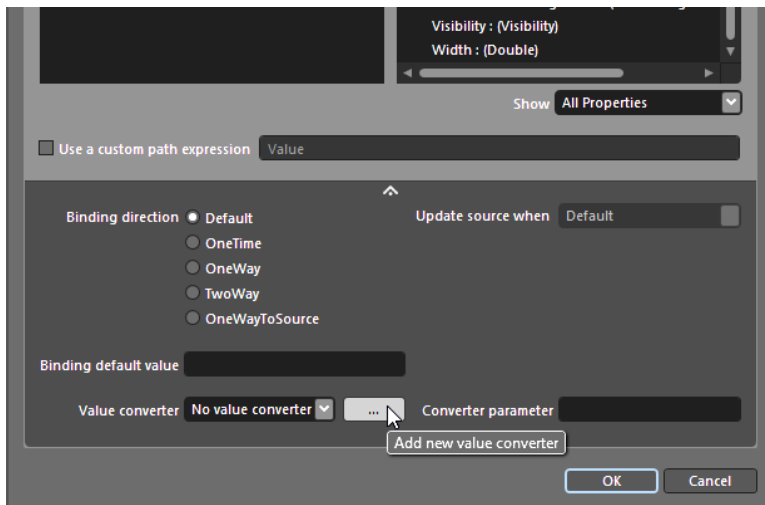 Visibility : (Visibility)
Width : (Double)
Show All Properties
Use a custom path expression Value
Binding direction Default Update source when Default
OneTime
OneWay
TwoWay
OneWayToSource
Binding default value
Value converter No value converter ... Converter parameter
Add new value converter
OK Cancel